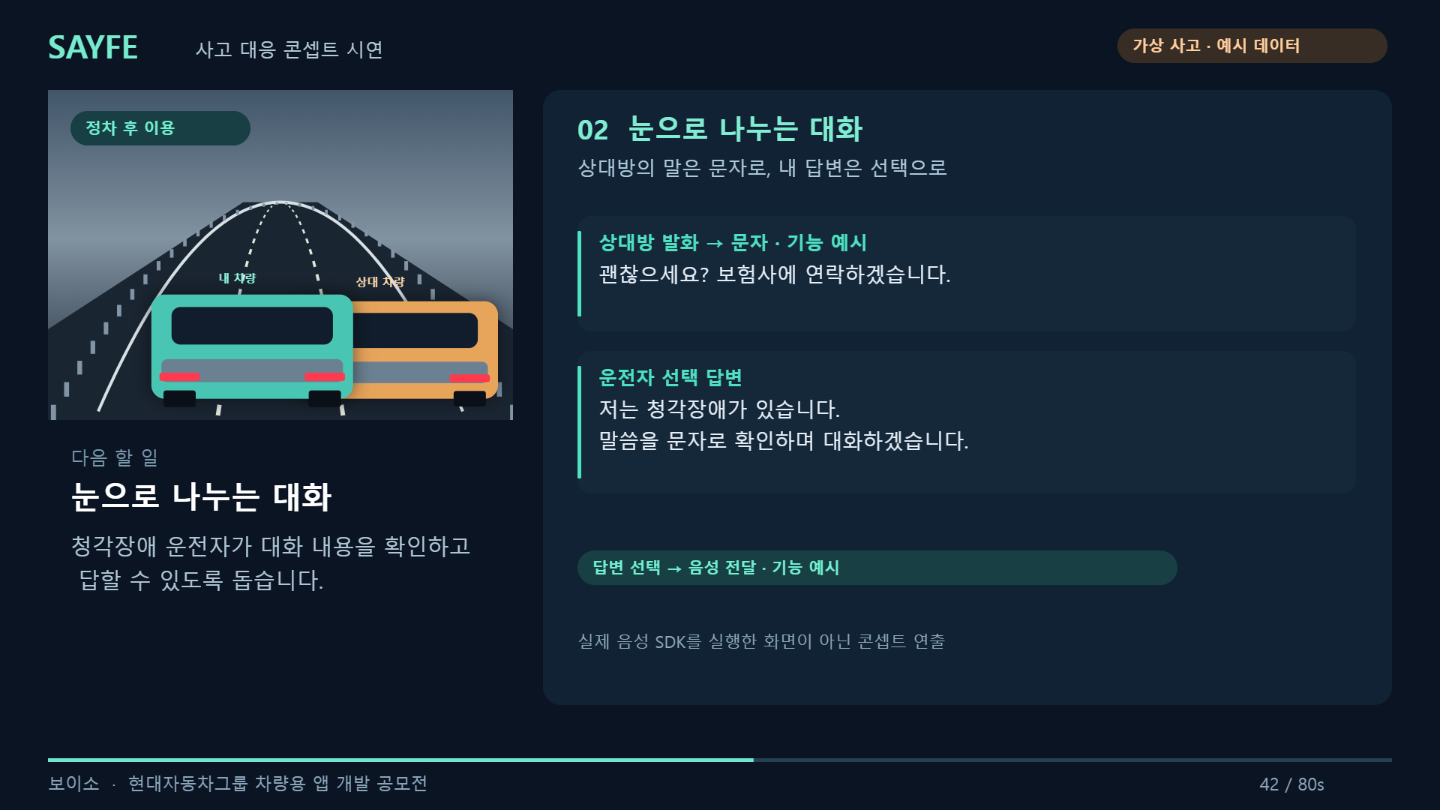 SAYFE
사고 대응 콘셉트 시연
가상 사고 · 예시 데이터
정차 후 이용
내 차량
상대 차량
다음 할 일
눈으로 나누는 대화
청각장애 운전자가 대화 내용을 확인하고
답할 수 있도록 돕습니다.
02 눈으로 나누는 대화
상대방의 말은 문자로, 내 답변은 선택으로
상대방 발화 → 문자 · 기능 예시
괜찮으세요? 보험사에 연락하겠습니다.
운전자 선택 답변
저는 청각장애가 있습니다.
말씀을 문자로 확인하며 대화하겠습니다.
답변 선택 → 음성 전달 · 기능 예시
실제 음성 SDK를 실행한 화면이 아닌 콘셉트 연출
보이소 · 현대자동차그룹 차량용 앱 개발 공모전
42 / 80s